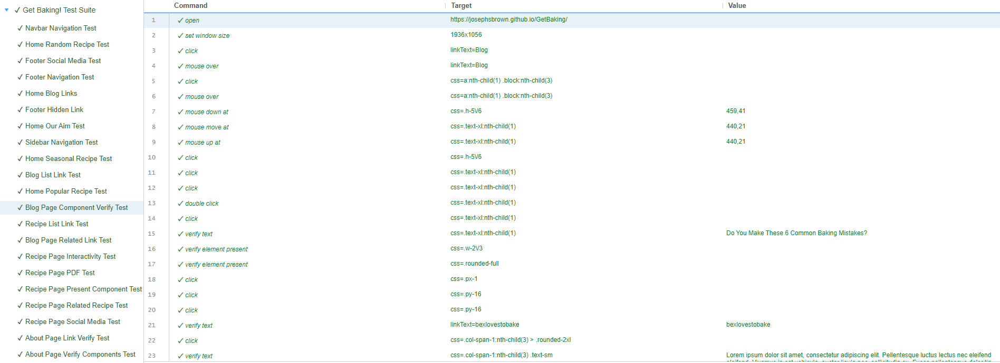 ✓ Get Baking! Test Suite
✓ Navbar Navigation Test
✓ Home Random Recipe Test
✓ Footer Social Media Test
✓ Footer Navigation Test
✓ Home Blog Links
✓ Footer Hidden Link
✓ Home Our Aim Test
✓ Sidebar Navigation Test
✓ Home Seasonal Recipe Test
✓ Blog List Link Test
✓ Home Popular Recipe Test
✓ Blog Page Component Verify Test
✓ Recipe List Link Test
✓ Blog Page Related Link Test
✓ Recipe Page Interactivity Test
✓ Recipe Page PDF Test
✓ Recipe Page Present Component Test
✓ Recipe Page Related Recipe Test
✓ Recipe Page Social Media Test
✓ About Page Link Verify Test
✓ About Page Verify Components Test
Command Target Value
1 ✓ open https://josephsbrown.github.io/GetBaking/
2 ✓ set window size 1936x1056
3 ✓ click linkText=Blog
4 ✓ mouse over linkText=Blog
5 ✓ click css=a:nth-child(1) .block:nth-child(3)
6 ✓ mouse over css=a:nth-child(1) .block:nth-child(3)
7 ✓ mouse down at css=.h-5\/6 459,41
8 ✓ mouse move at css=.text-xl:nth-child(1) 440,21
9 ✓ mouse up at css=.text-xl:nth-child(1) 440,21
10 ✓ click css=.h-5\/6
11 ✓ click css=.text-xl:nth-child(1)
12 ✓ click css=.text-xl:nth-child(1)
13 ✓ double click css=.text-xl:nth-child(1)
14 ✓ click css=.text-xl:nth-child(1)
15 ✓ verify text css=.text-xl:nth-child(1) Do You Make These 6 Common Baking Mistakes?
16 ✓ verify element present css=.w-2\/3
17 ✓ verify element present css=.rounded-full
18 ✓ click css=.px-1
19 ✓ click css=.py-16
20 ✓ click css=.py-16
21 ✓ verify text linkText=bexlovestobake bexlovestobake
22 ✓ click css=.col-span-1:nth-child(3) > .rounded-2xl
23 ✓ verify text css=.col-span-1:nth-child(3) .text-sm Lorem ipsum dolor sit amet, consectetur adipiscing elit. Pellentesque luctus lectus nec eleifend